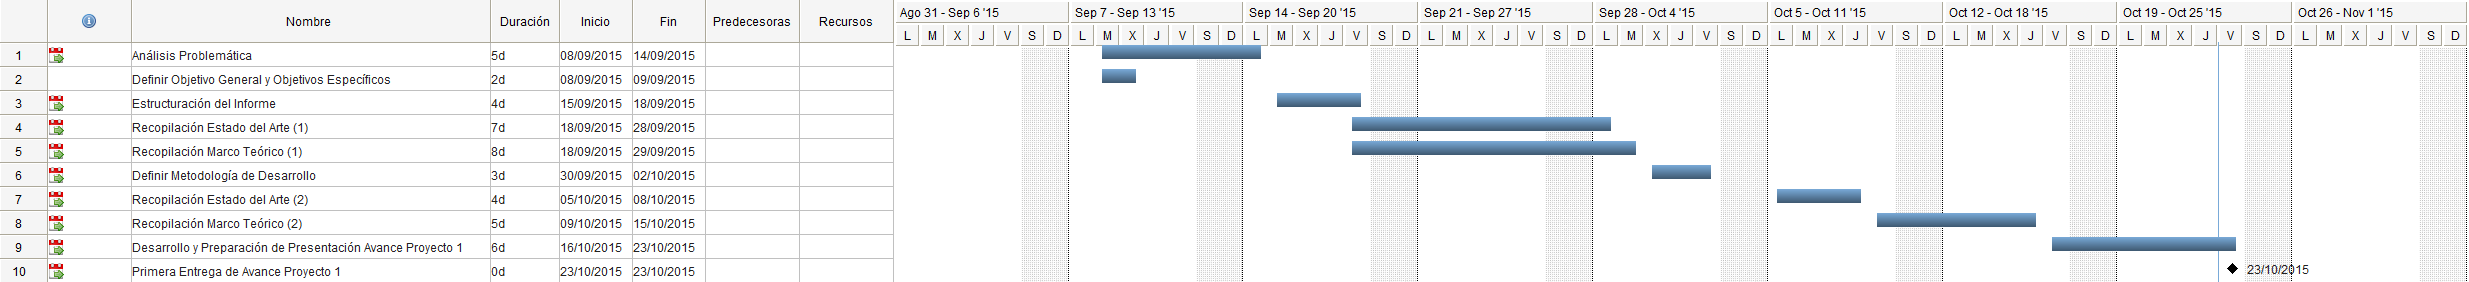 Nombre Duración Inicio Fin Predecesoras Recursos
Ago 31 - Sep 6 '15 Sep 7 - Sep 13 '15 Sep 14 - Sep 20 '15 Sep 21 - Sep 27 '15 Sep 28 - Oct 4 '15 Oct 5 - Oct 11 '15 Oct 12 - Oct 18 '15 Oct 19 - Oct 25 '15 Oct 26 - Nov 1 '15
L M X J V S D L M X J V S D L M X J V S D L M X J V S D L M X J V S D L M X J V S D L M X J V S D L M X J V S D L M X J V S D
1 Análisis Problemática 5d 08/09/2015 14/09/2015
2 Definir Objetivo General y Objetivos Específicos 2d 08/09/2015 09/09/2015
3 Estructuración del Informe 4d 15/09/2015 18/09/2015
4 Recopilación Estado del Arte (1) 7d 18/09/2015 28/09/2015
5 Recopilación Marco Teórico (1) 8d 18/09/2015 29/09/2015
6 Definir Metodología de Desarrollo 3d 30/09/2015 02/10/2015
7 Recopilación Estado del Arte (2) 4d 05/10/2015 08/10/2015
8 Recopilación Marco Teórico (2) 5d 09/10/2015 15/10/2015
9 Desarrollo y Preparación de Presentación Avance Proyecto 1 6d 16/10/2015 23/10/2015
10 Primera Entrega de Avance Proyecto 1 0d 23/10/2015 23/10/2015 23/10/2015